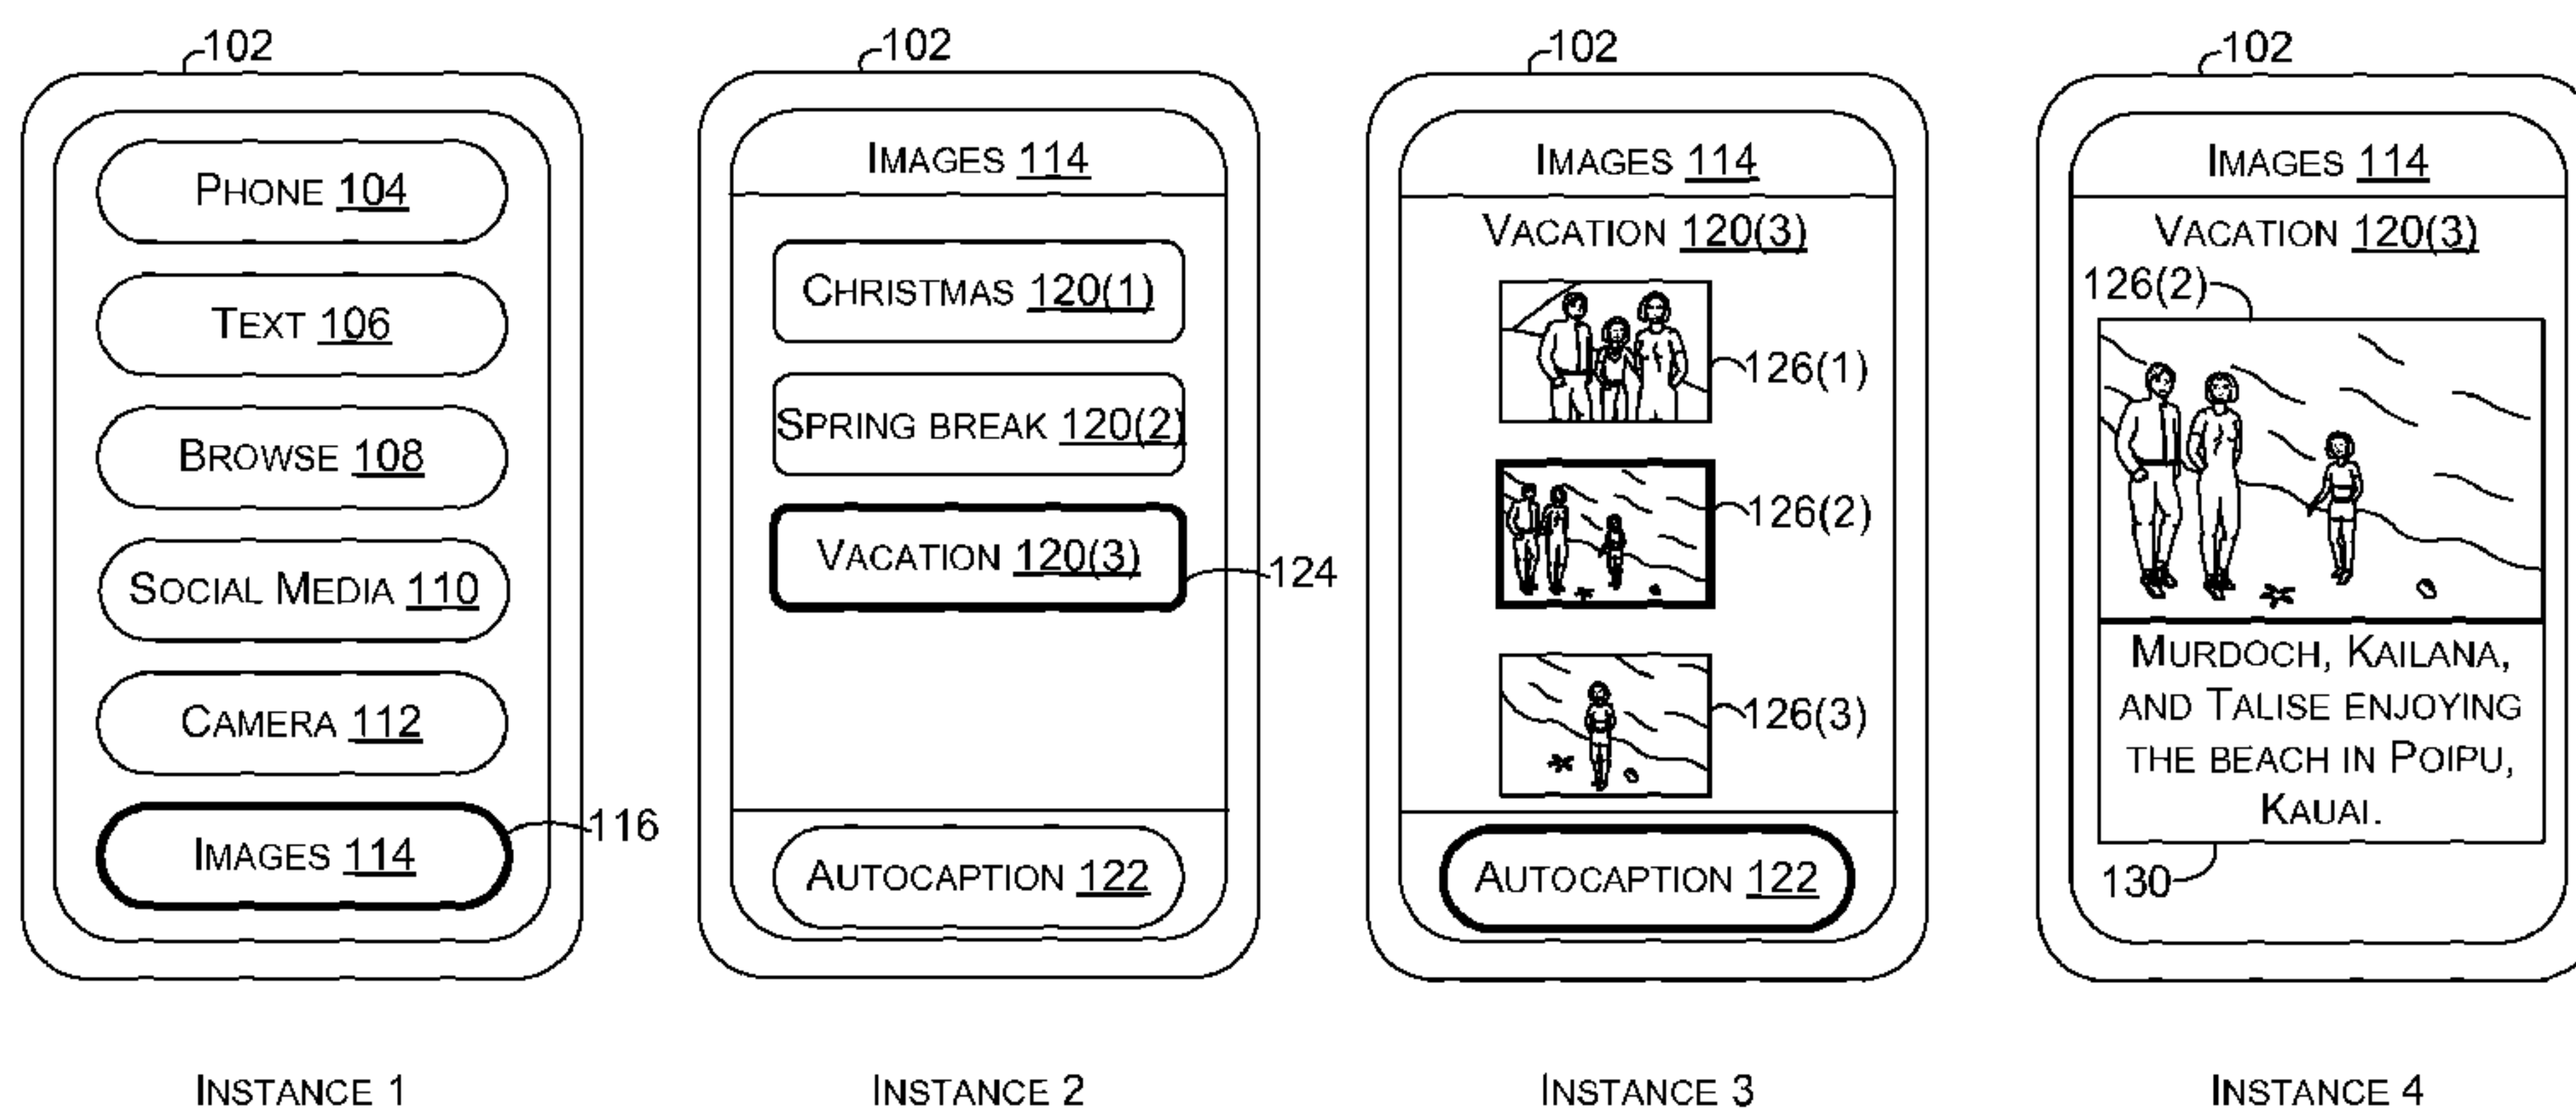 102
PHONE 104
TEXT 106
BROWSE 108
SOCIAL MEDIA 110
CAMERA 112
IMAGES 114
116
INSTANCE 1
102
IMAGES 114
CHRISTMAS 120(1)
SPRING BREAK 120(2)
VACATION 120(3)
124
AUTOCAPTION 122
INSTANCE 2
102
IMAGES 114
VACATION 120(3)
126(1)
126(2)
126(3)
AUTOCAPTION 122
INSTANCE 3
102
IMAGES 114
VACATION 120(3)
126(2)
MURDOCH, KAILANA,
AND TALISE ENJOYING
THE BEACH IN POIPU,
KAUAI.
130
INSTANCE 4